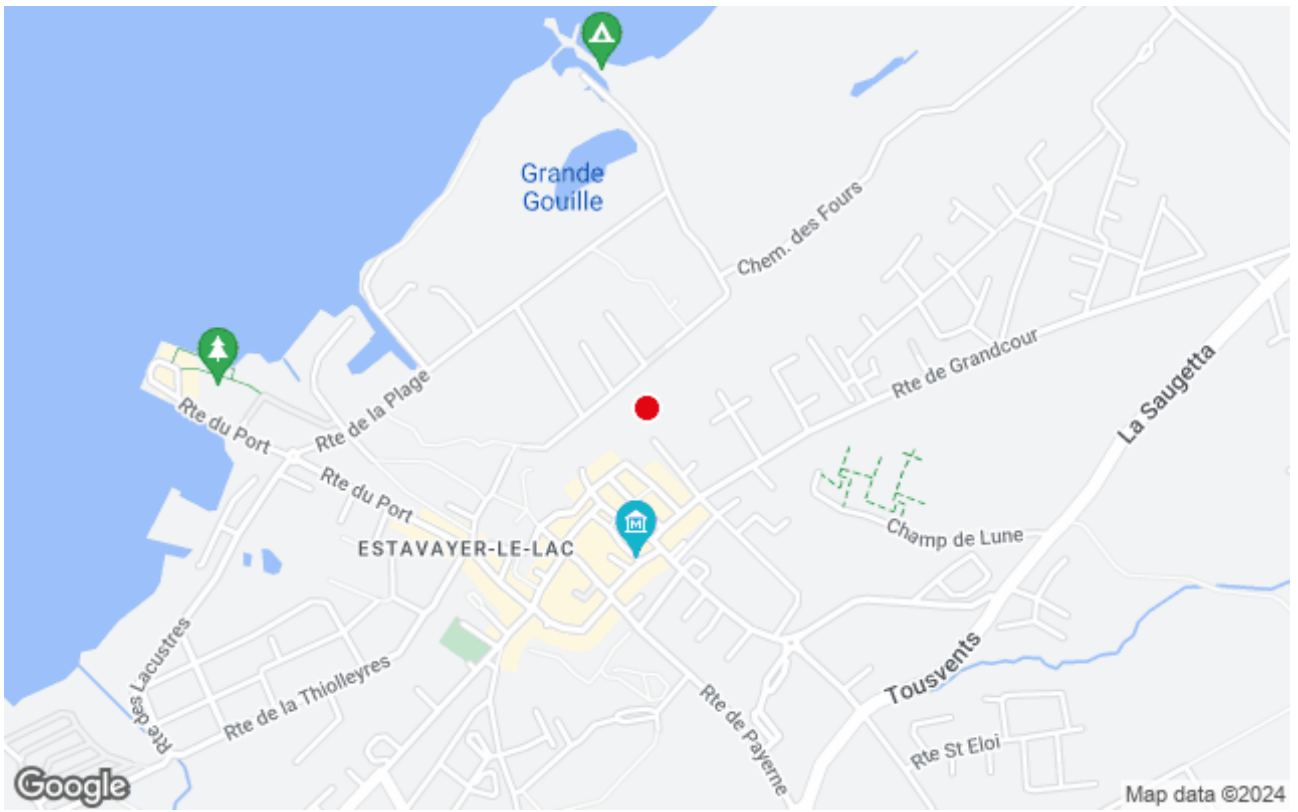 Grande
Gouille
Chem. des Fours
Rte de Grandcour
La Saugetta
Rte de la Plage
Rte du Port
Rte du Port
Champ de Lune
ESTAVAYER-LE-LAC
M
Rte des Lacustres
Rte de la Thiolleyres
Tousvents
Rte de Payerne
Rte St Eloi
Google
Map data ©2024